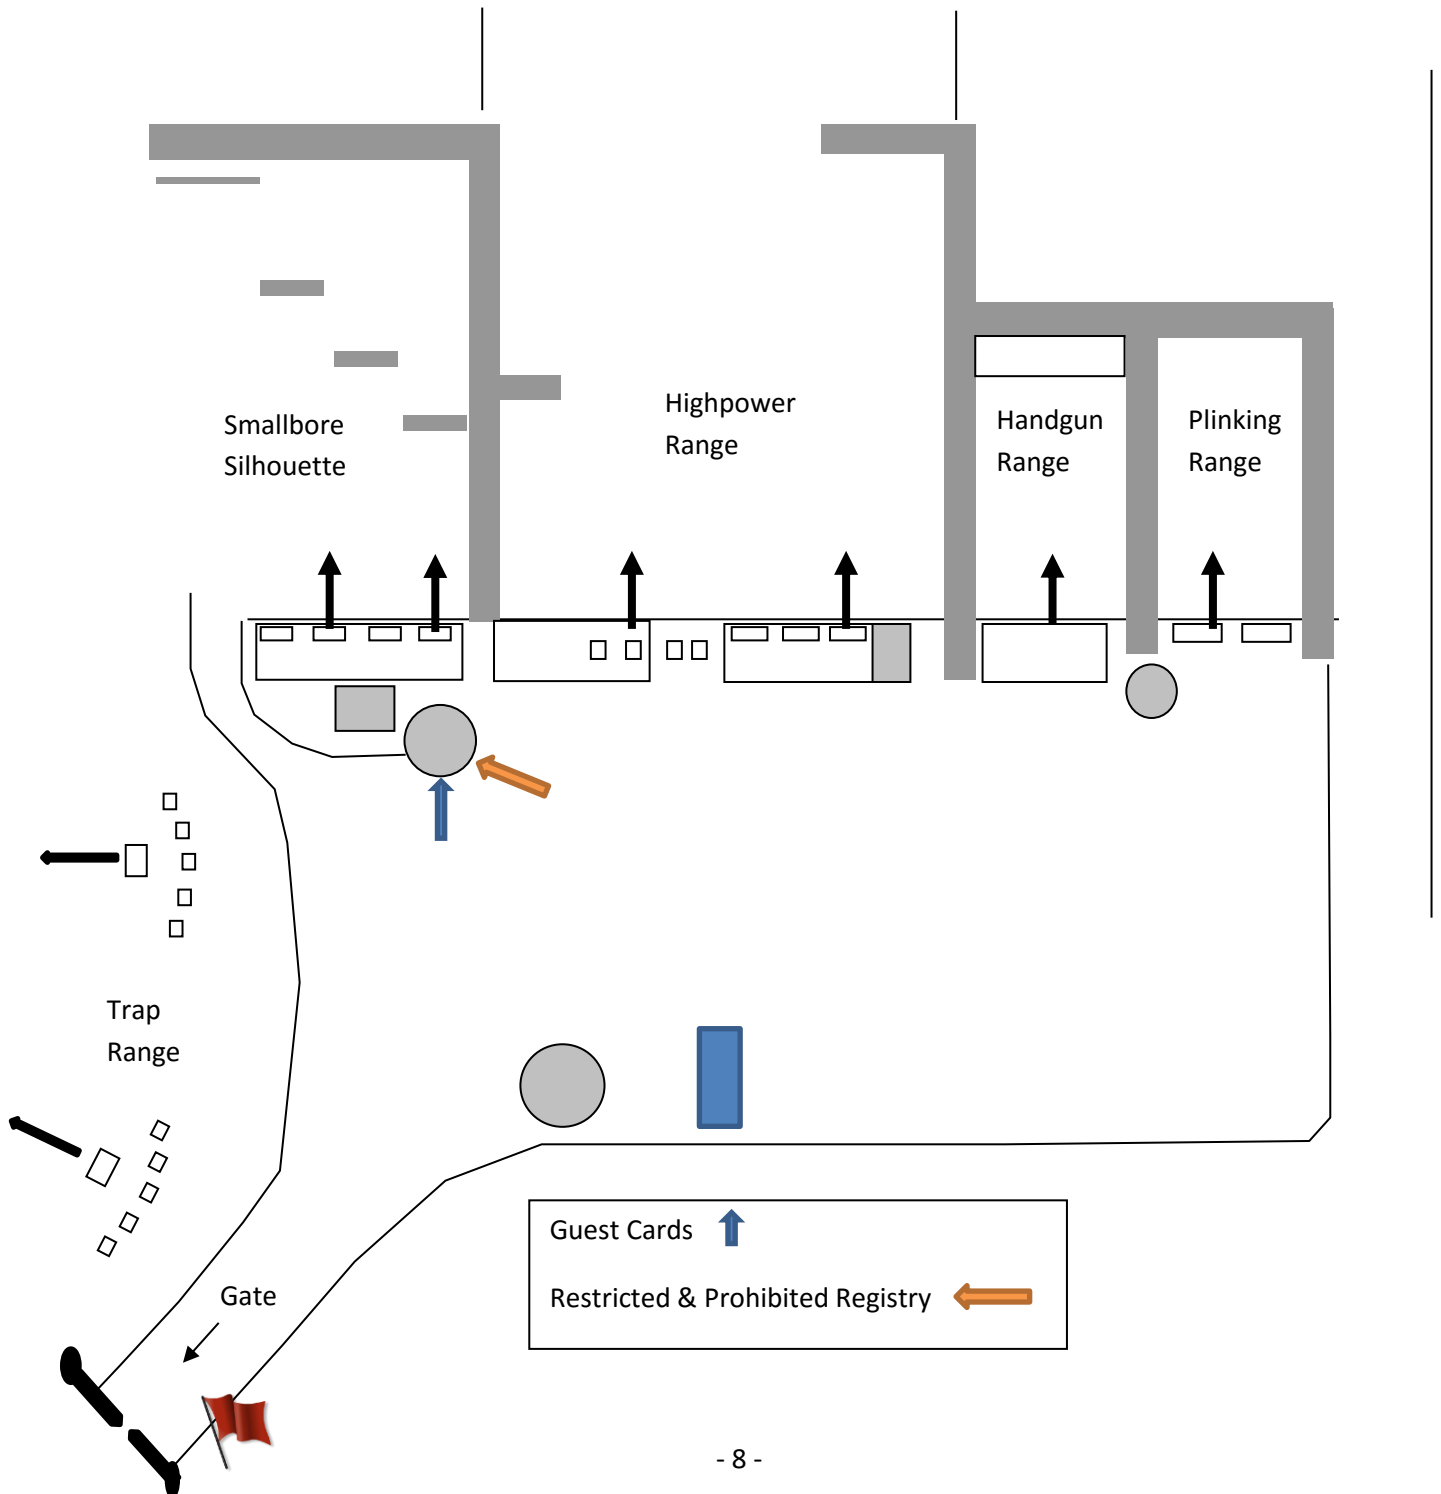 Highpower
Range
Smallbore
Silhouette
Handgun
Range
Plinking
Range
Trap
Range
Guest Cards
Restricted & Prohibited Registry
Gate
- 8 -